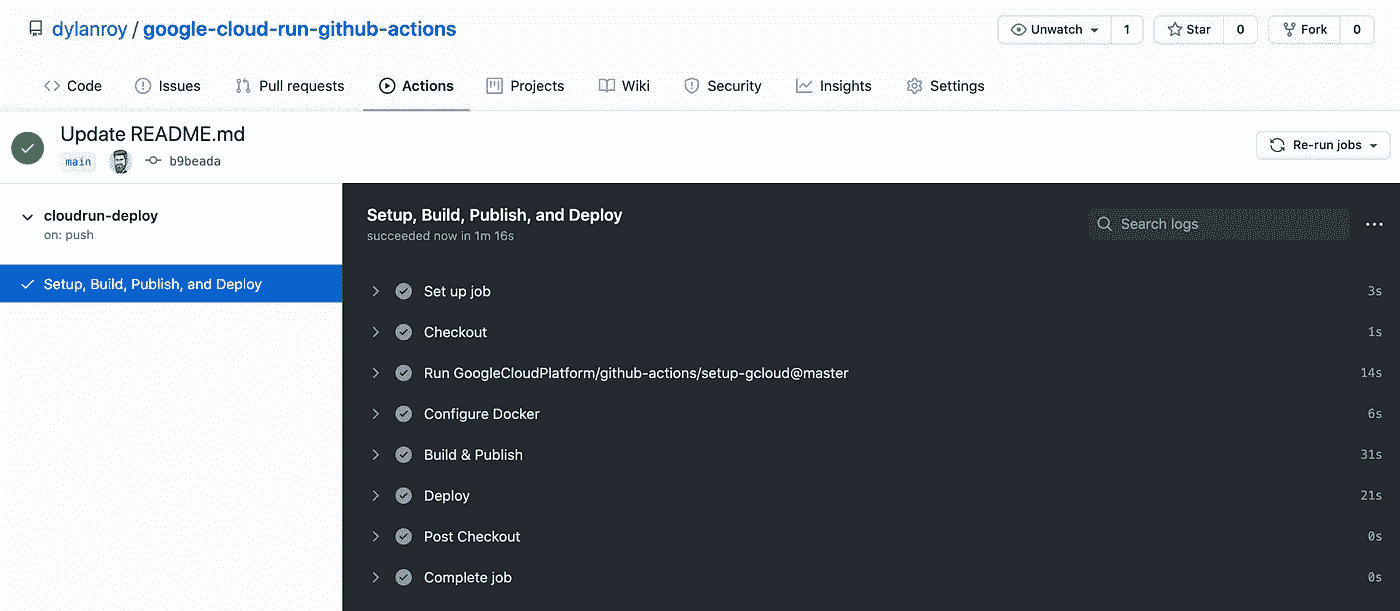 dylanroy / google-cloud-run-github-actions Unwatch 1 Star 0 Fork 0
Code Issues Pull requests Actions Projects Wiki Security Insights Settings
Update README.md
main b9beada
Re-run jobs
cloudrun-deploy
on: push
Setup, Build, Publish, and Deploy
Setup, Build, Publish, and Deploy
succeeded now in 1m 16s
Search logs
Set up job 3s
Checkout 1s
Run GoogleCloudPlatform/github-actions/setup-gcloud@master 14s
Configure Docker 6s
Build & Publish 31s
Deploy 21s
Post Checkout 0s
Complete job 0s